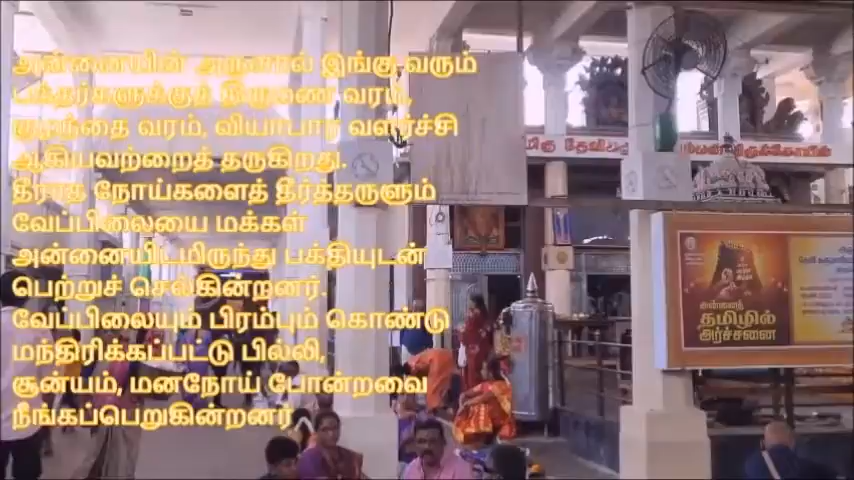 அன்னையின் அருளால் இங்கு வரும்
பக்தர்களுக்குத் திருமண வரம்,
குழந்தை வரம், வியாபார வளர்ச்சி
ஆகியவற்றைத் தருகிறது.
தீராத நோய்களைத் தீர்த்தருளும்
வேப்பிலையை மக்கள்
அன்னையிடமிருந்து பக்தியுடன்
பெற்றுச் செல்கின்றனர்.
வேப்பிலையும் பிரம்பும் கொண்டு
மந்திரிக்கப்பட்டு பில்லி,
சூன்யம், மனநோய் போன்றவை
நீங்கப்பெறுகின்றனர்
அன்னைத்
தமிழில்
அர்ச்சனை